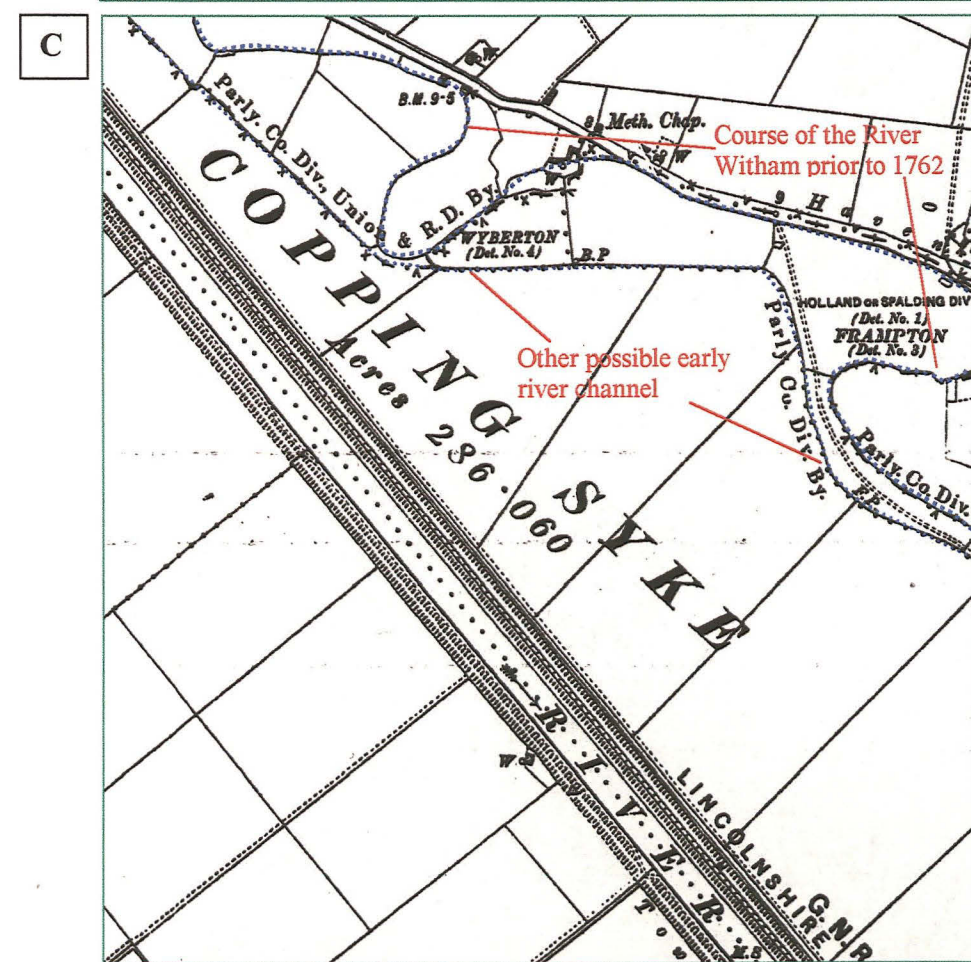 C
B.M. 9·5
W
Meth. Chap.
Course of the River
Witham prior to 1762
Parly. Co. Div., Union & R. D. By.
W
W
WYBERTON
(Det. No. 4)
B.P
H a v e n
HOLLAND OR SPALDING DIV
(Det. No. 1)
FRAMPTON
(Det. No. 3)
Other possible early
river channel
Parly. Co. Div. By.
Parly. Co. Div.
F.P.
COPPING SYKE
Acres 286·060
RIVER
W
LINCOLNSHIRE
G.N.R
Tow
M.S